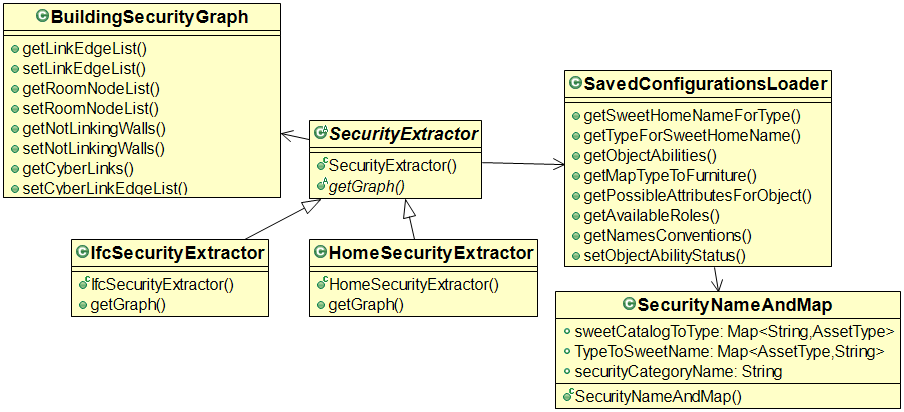 BuildingSecurityGraph
getLinkEdgeList()
setLinkEdgeList()
getRoomNodeList()
setRoomNodeList()
getNotLinkingWalls()
setNotLinkingWalls()
getCyberLinks()
setCyberLinkEdgeList()
SecurityExtractor
SecurityExtractor()
getGraph()
SavedConfigurationsLoader
getSweetHomeNameForType()
getTypeForSweetHomeName()
getObjectAbilities()
getMapTypeToFurniture()
getPossibleAttributesForObject()
getAvailableRoles()
getNamesConventions()
setObjectAbilityStatus()
IfcSecurityExtractor
IfcSecurityExtractor()
getGraph()
HomeSecurityExtractor
HomeSecurityExtractor()
getGraph()
SecurityNameAndMap
sweetCatalogToType: Map<String,AssetType>
TypeToSweetName: Map<AssetType,String>
securityCategoryName: String
SecurityNameAndMap()